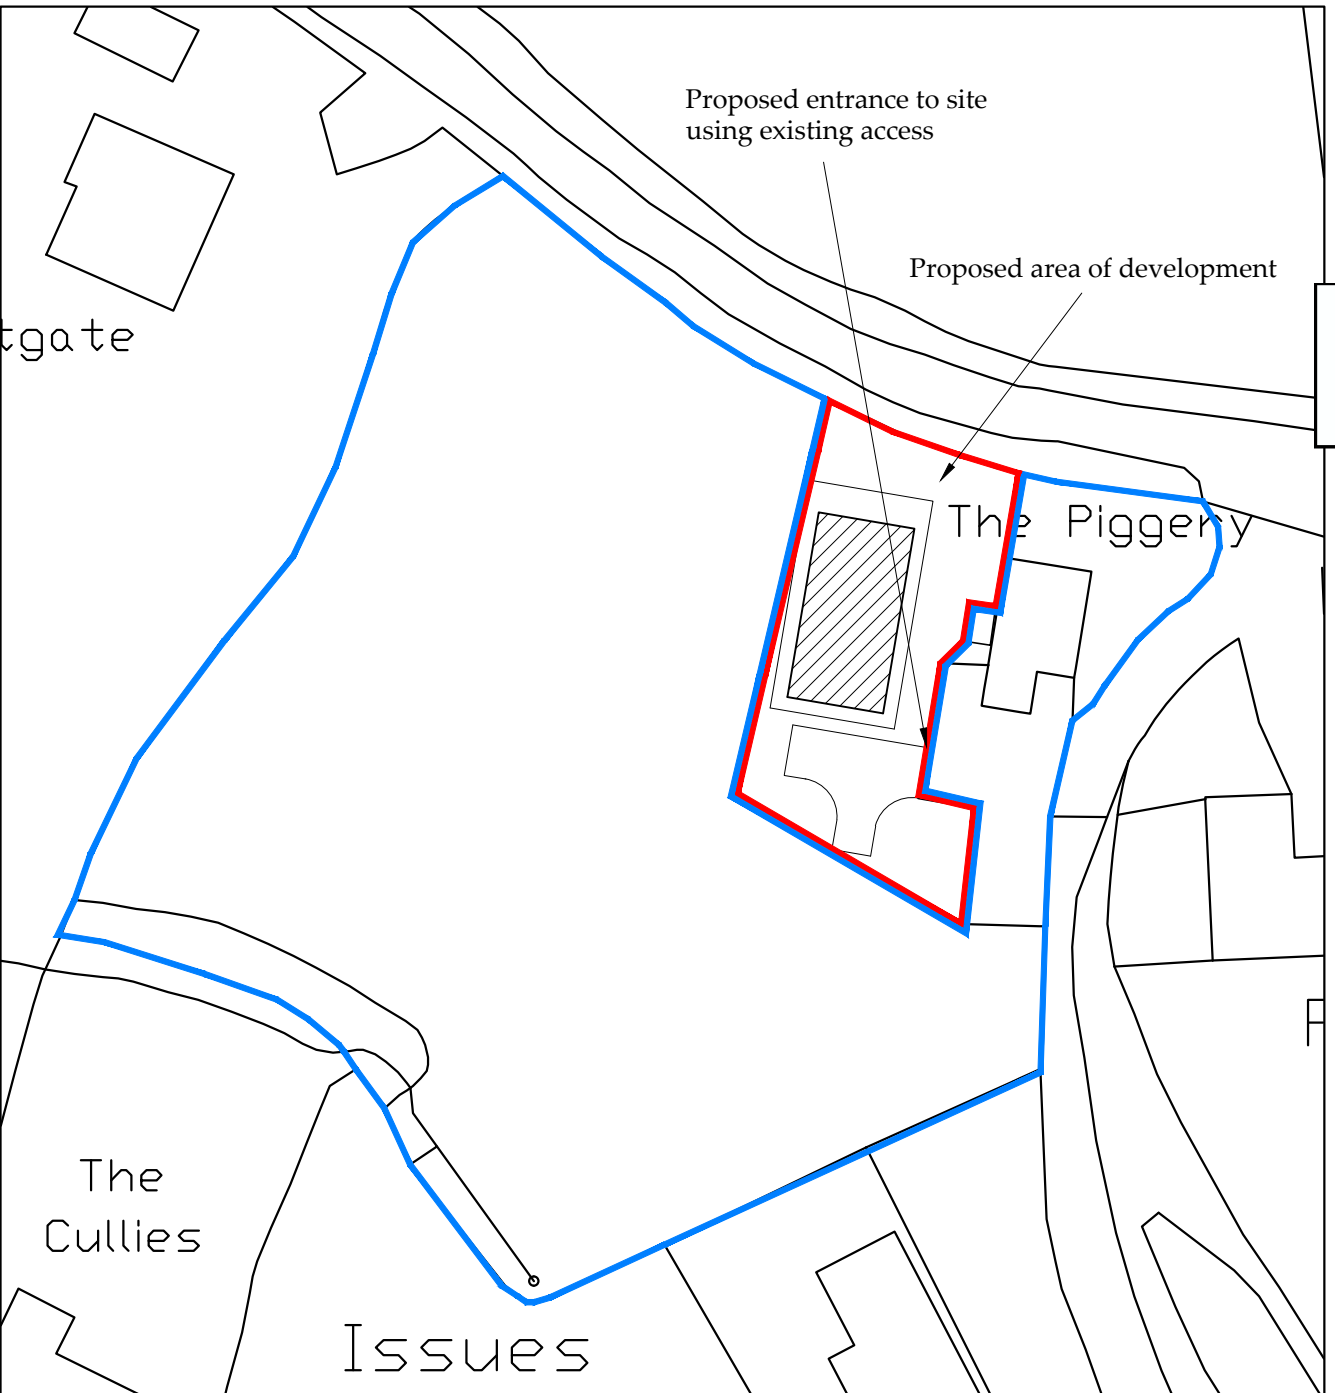 Proposed entrance to site
using existing access
Proposed area of development
tgate
The Piggery
The
Cullies
Issues